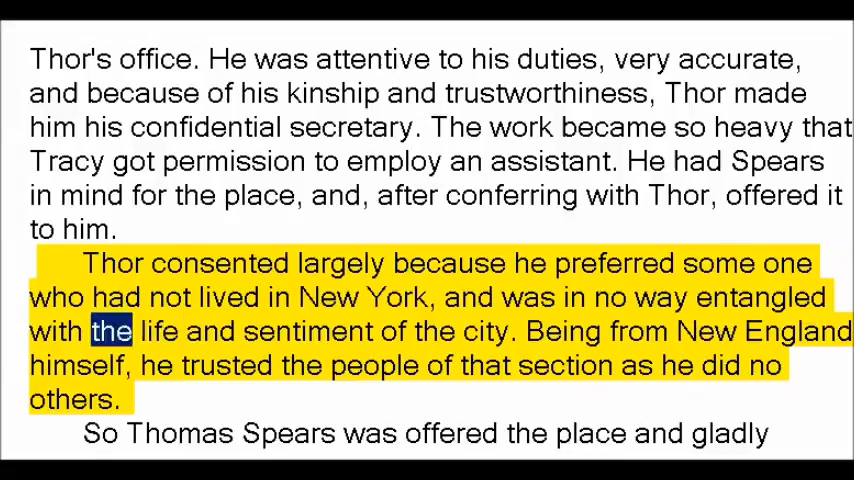 Thor's office. He was attentive to his duties, very accurate,
and because of his kinship and trustworthiness, Thor made
him his confidential secretary. The work became so heavy that
Tracy got permission to employ an assistant. He had Spears
in mind for the place, and, after conferring with Thor, offered it
to him.
Thor consented largely because he preferred some one
who had not lived in New York, and was in no way entangled
with the life and sentiment of the city. Being from New England
himself, he trusted the people of that section as he did no
others.
So Thomas Spears was offered the place and gladly